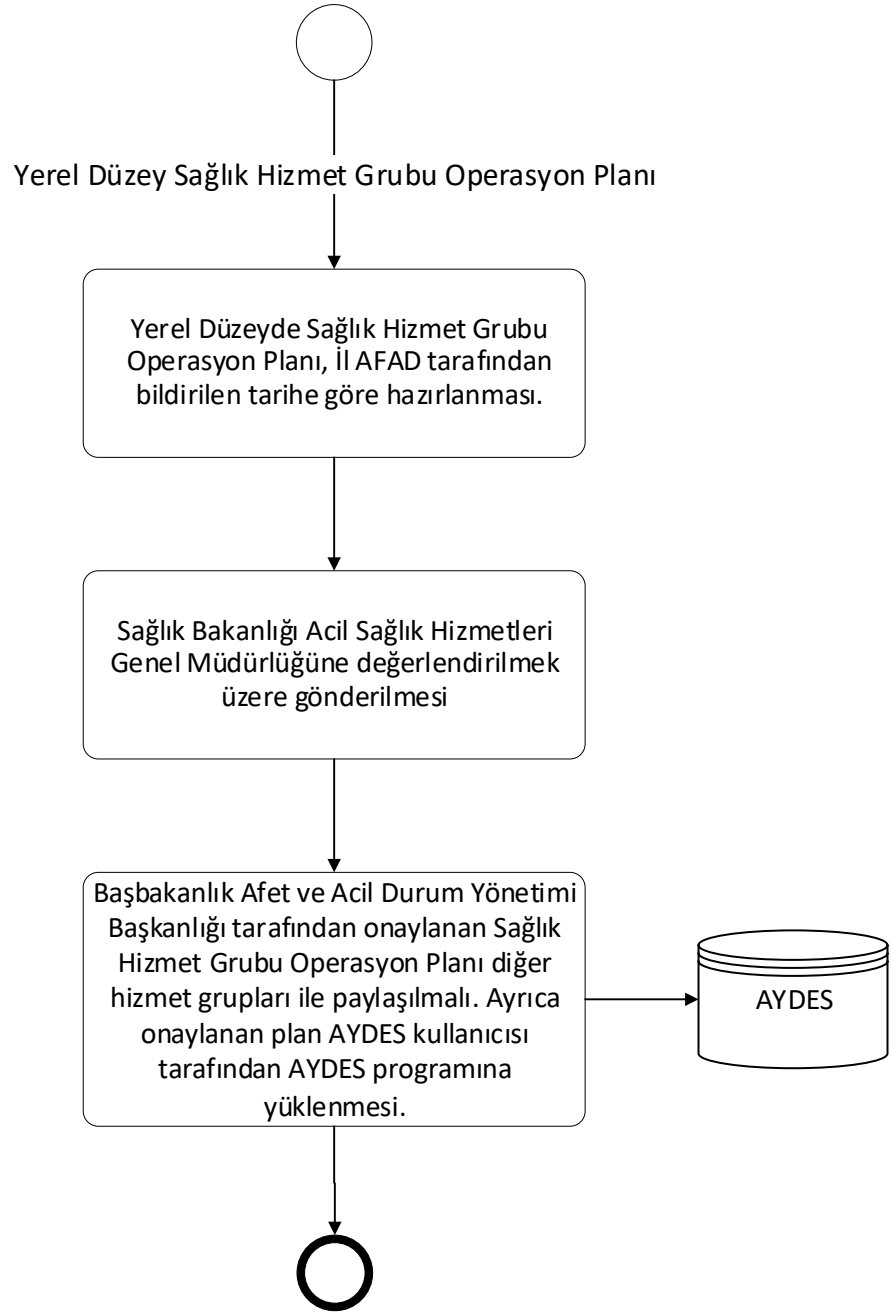 Yerel Düzey Sağlık Hizmet Grubu Operasyon Planı
Yerel Düzeyde Sağlık Hizmet Grubu
Operasyon Planı, İl AFAD tarafından
bildirilen tarihe göre hazırlanması.
Sağlık Bakanlığı Acil Sağlık Hizmetleri
Genel Müdürlüğüne değerlendirilmek
üzere gönderilmesi
Başbakanlık Afet ve Acil Durum Yönetimi
Başkanlığı tarafından onaylanan Sağlık
Hizmet Grubu Operasyon Planı diğer
hizmet grupları ile paylaşılmalı. Ayrıca
onaylanan plan AYDES kullanıcısı
tarafından AYDES programına
yüklenmesi.
AYDES